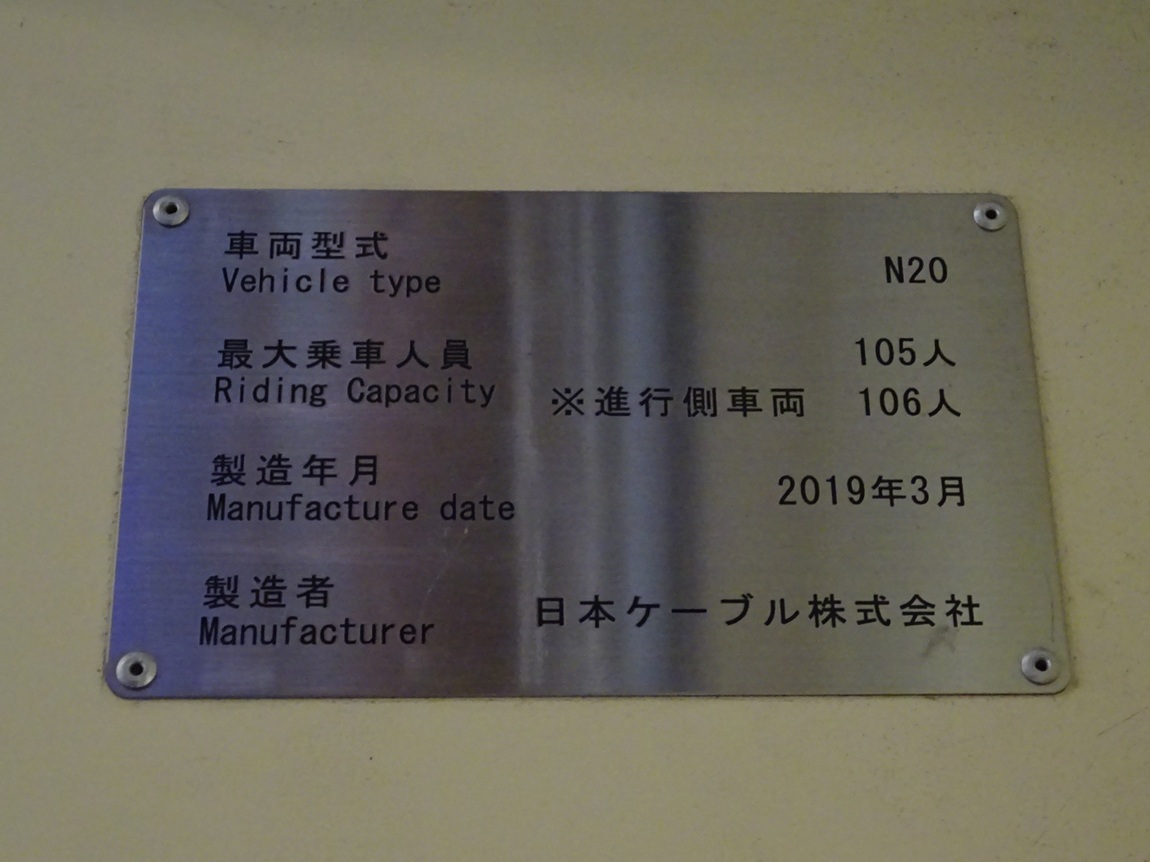 車両型式
Vehicle type N20
最大乗車人員 105人
Riding Capacity ※進行側車両 106人
製造年月
Manufacture date 2019年3月
製造者
Manufacturer 日本ケーブル株式会社